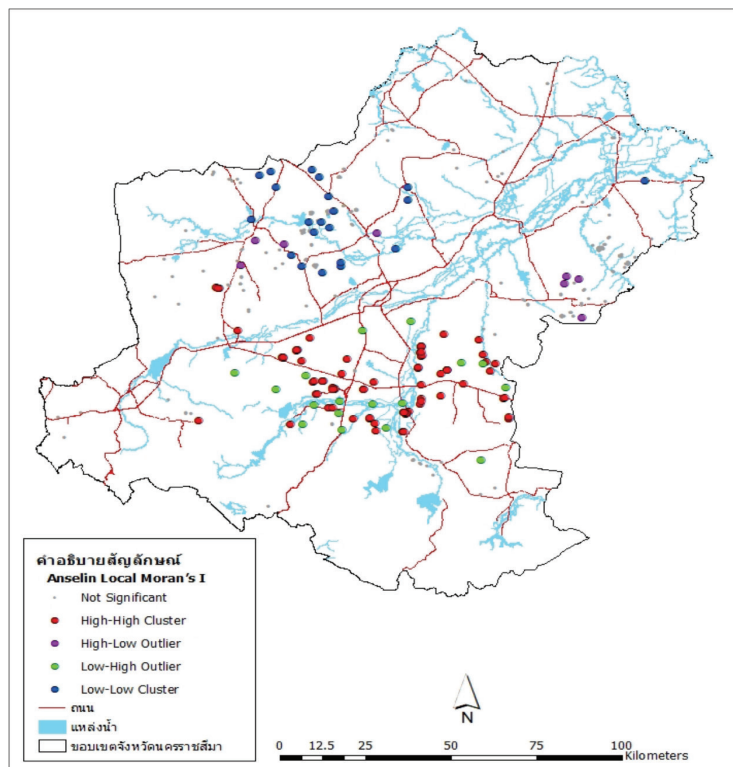 คำอธิบายสัญลักษณ์
Anselin Local Moran's I
Not Significant
High-High Cluster
High-Low Outlier
Low-High Outlier
Low-Low Cluster
ถนน
แหล่งน้ำ
ขอบเขตจังหวัดนครราชสีมา
N
0 12.5 25 50 75 100
Kilometers